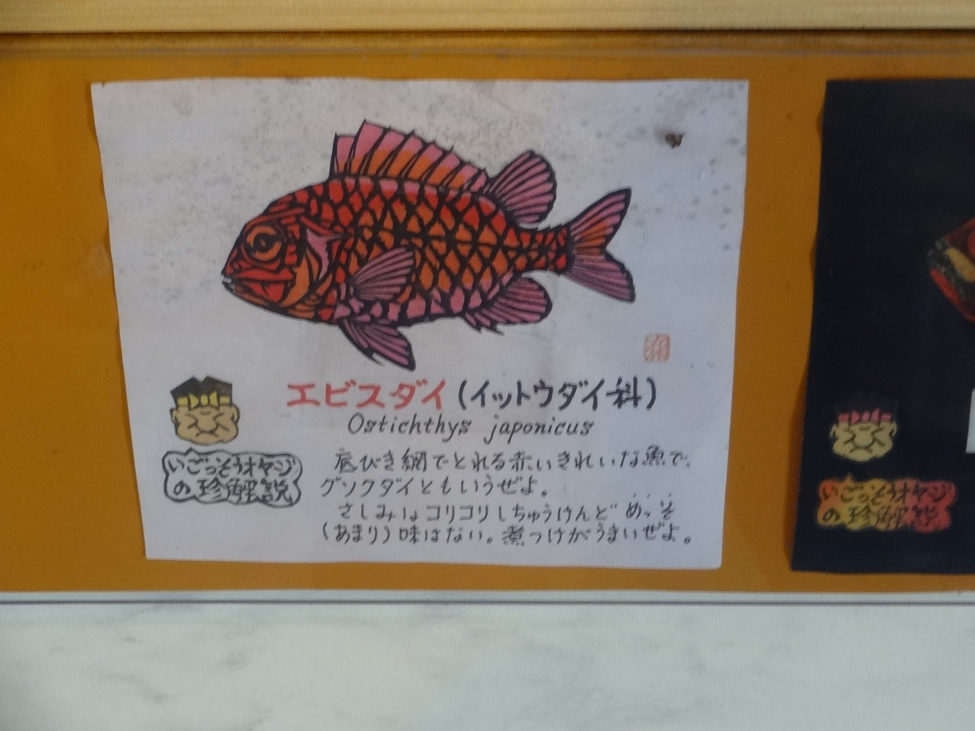 エビスダイ(イットウダイ科)
Ostichthys japonicus
いごっそうオヤジ
の珍解説
底びき網でとれる赤いきれいな魚で、
グソクダイともいうぜよ。
さしみはコリコリしちゅうけんど めっそ
(あまり)味はない。煮つけがうまいぜよ。
いごっそうオヤジ
の珍解説